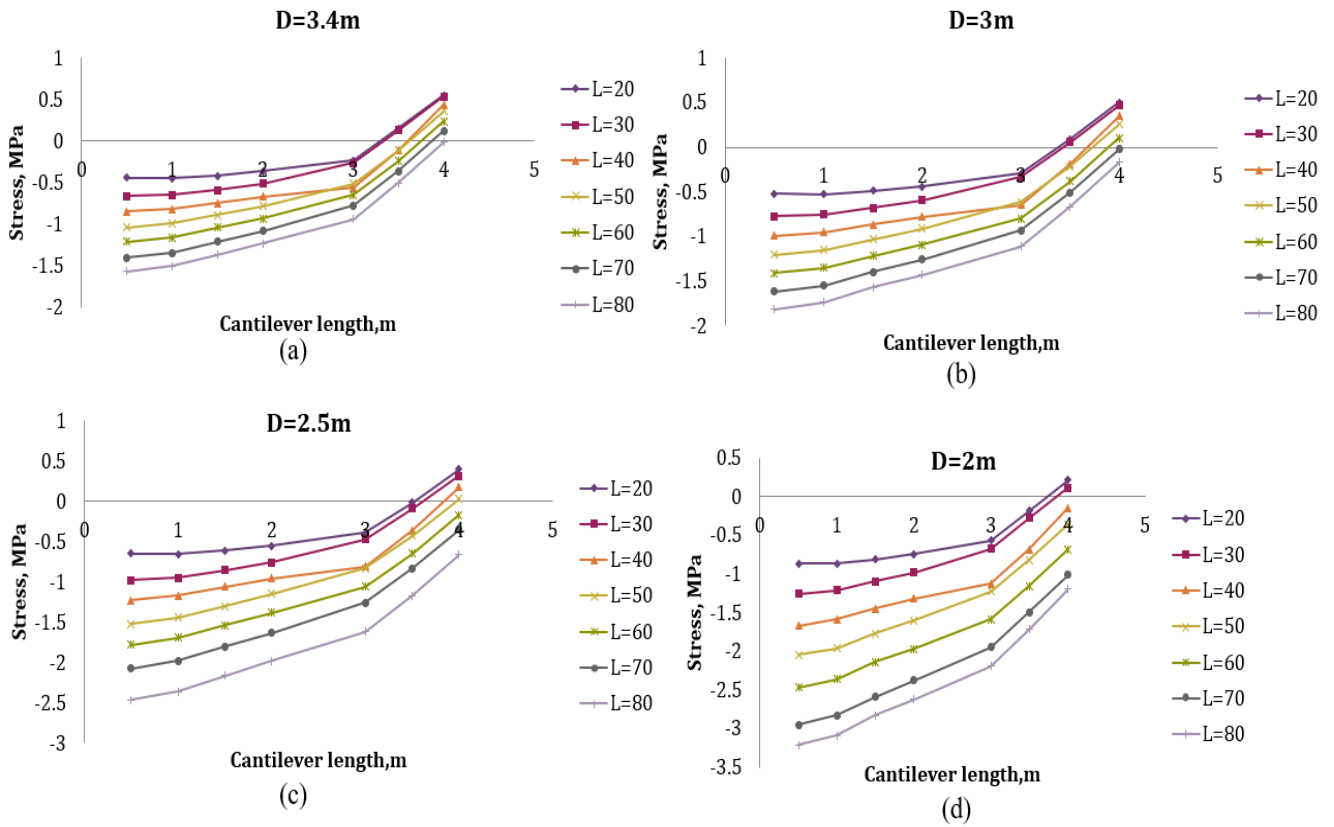 D=3.4m
1
0.5
0
-0.5
-1
-1.5
-2
0 1 2 3 4 5
Stress, MPa
Cantilever length,m
L=20
L=30
L=40
L=50
L=60
L=70
L=80
(a)
D=3m
1
0.5
0
-0.5
-1
-1.5
-2
0 1 2 3 4 5
Stress, MPa
Cantilever length,m
L=20
L=30
L=40
L=50
L=60
L=70
L=80
(b)
D=2.5m
1
0.5
0
-0.5
-1
-1.5
-2
-2.5
-3
0 1 2 3 4 5
Stress, MPa
Cantilever length,m
L=20
L=30
L=40
L=50
L=60
L=70
L=80
(c)
D=2m
0.5
0
-0.5
-1
-1.5
-2
-2.5
-3
-3.5
0 1 2 3 4 5
Stress, MPa
Cantilever length,m
L=20
L=30
L=40
L=50
L=60
L=70
L=80
(d)